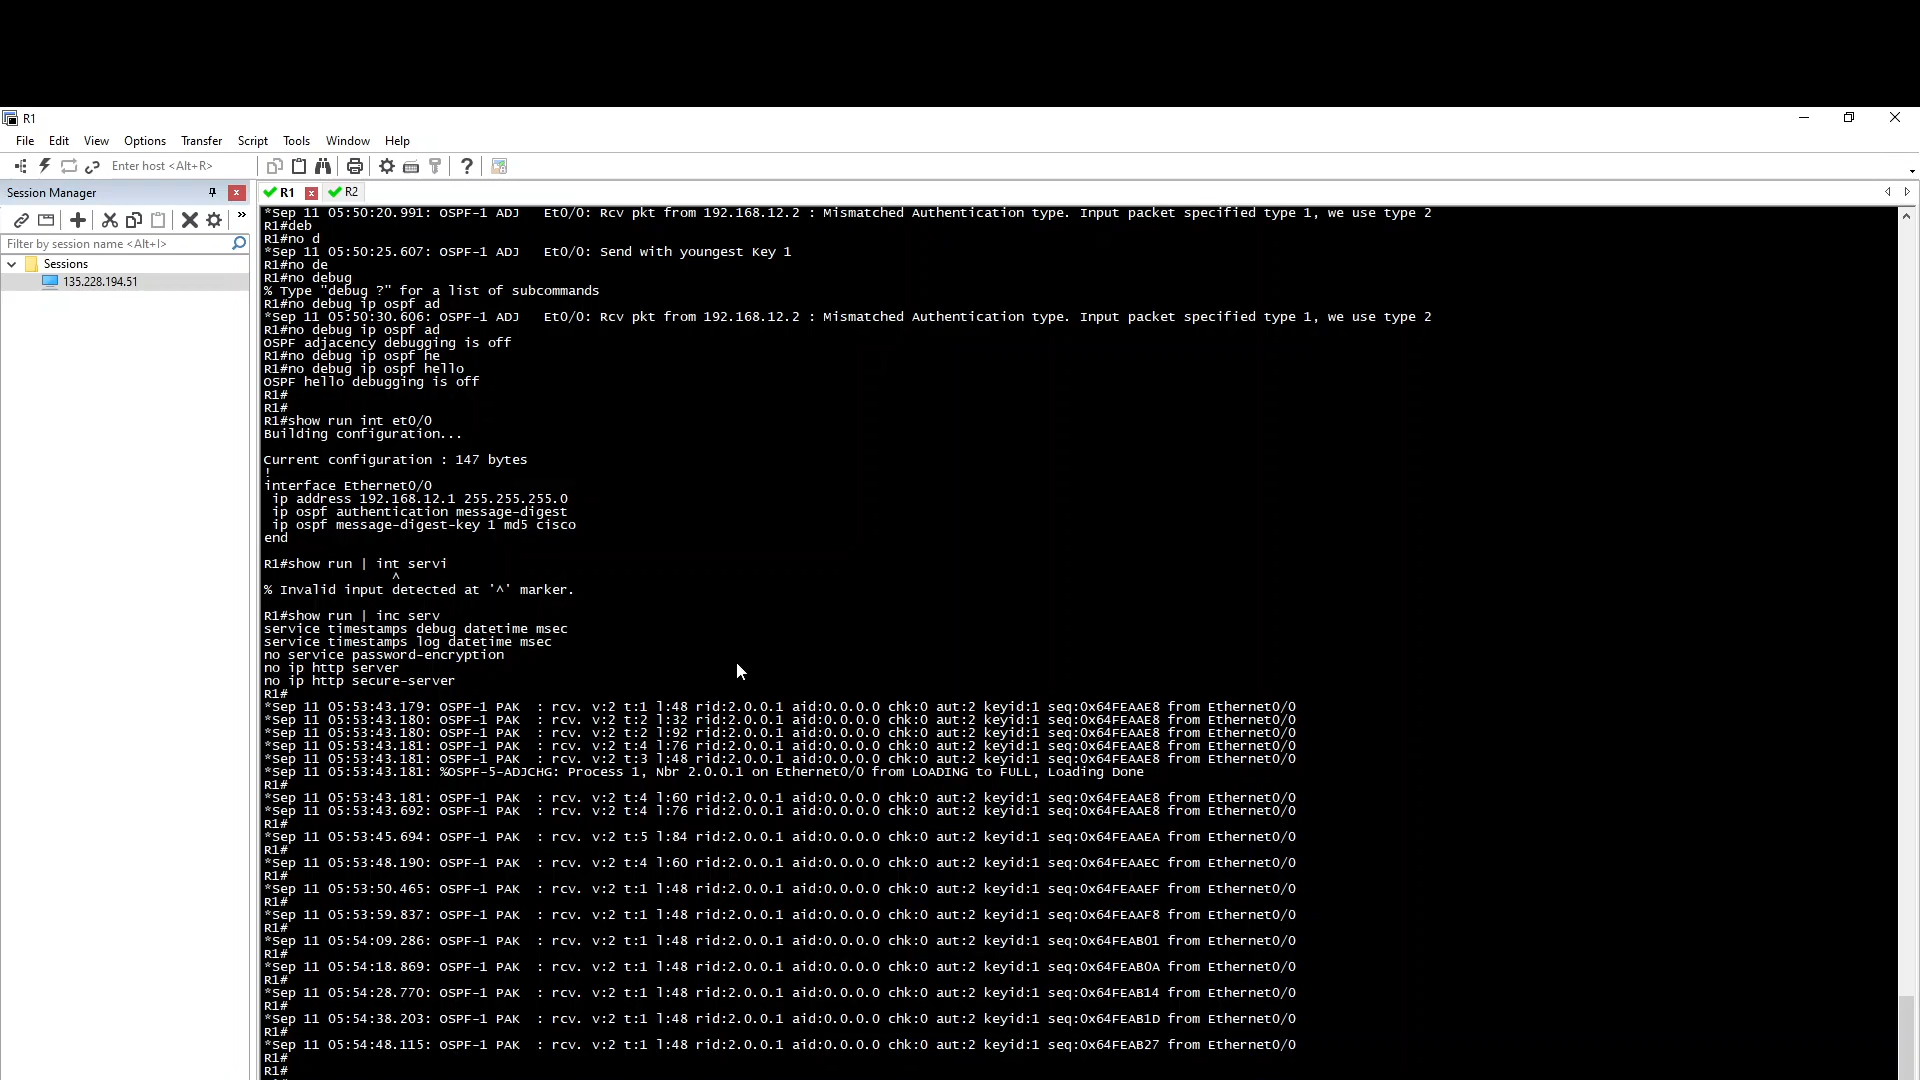 R1
File Edit View Options Transfer Script Tools Window Help
Enter host <Alt+R>
Session Manager
R1 R2
Filter by session name <Alt+I>
Sessions
135.228.194.51
*Sep 11 05:50:20.991: OSPF-1 ADJ   Et0/0: Rcv pkt from 192.168.12.2 : Mismatched Authentication type. Input packet specified type 1, we use type 2
R1#deb
R1#no d
*Sep 11 05:50:25.607: OSPF-1 ADJ   Et0/0: Send with youngest Key 1
R1#no de
R1#no debug
% Type "debug ?" for a list of subcommands
R1#no debug ip ospf ad
*Sep 11 05:50:30.606: OSPF-1 ADJ   Et0/0: Rcv pkt from 192.168.12.2 : Mismatched Authentication type. Input packet specified type 1, we use type 2
R1#no debug ip ospf ad
OSPF adjacency debugging is off
R1#no debug ip ospf he
R1#no debug ip ospf hello
OSPF hello debugging is off
R1#
R1#
R1#show run int et0/0
Building configuration...
Current configuration : 147 bytes
!
interface Ethernet0/0
 ip address 192.168.12.1 255.255.255.0
 ip ospf authentication message-digest
 ip ospf message-digest-key 1 md5 cisco
end
R1#show run | int servi
^
% Invalid input detected at '^' marker.
R1#show run | inc serv
service timestamps debug datetime msec
service timestamps log datetime msec
no service password-encryption
no ip http server
no ip http secure-server
R1#
*Sep 11 05:53:43.179: OSPF-1 PAK  : rcv. v:2 t:1 l:48 rid:2.0.0.1 aid:0.0.0.0 chk:0 aut:2 keyid:1 seq:0x64FEAAE8 from Ethernet0/0
*Sep 11 05:53:43.180: OSPF-1 PAK  : rcv. v:2 t:2 l:32 rid:2.0.0.1 aid:0.0.0.0 chk:0 aut:2 keyid:1 seq:0x64FEAAE8 from Ethernet0/0
*Sep 11 05:53:43.180: OSPF-1 PAK  : rcv. v:2 t:2 l:92 rid:2.0.0.1 aid:0.0.0.0 chk:0 aut:2 keyid:1 seq:0x64FEAAE8 from Ethernet0/0
*Sep 11 05:53:43.181: OSPF-1 PAK  : rcv. v:2 t:4 l:76 rid:2.0.0.1 aid:0.0.0.0 chk:0 aut:2 keyid:1 seq:0x64FEAAE8 from Ethernet0/0
*Sep 11 05:53:43.181: OSPF-1 PAK  : rcv. v:2 t:3 l:48 rid:2.0.0.1 aid:0.0.0.0 chk:0 aut:2 keyid:1 seq:0x64FEAAE8 from Ethernet0/0
*Sep 11 05:53:43.181: %OSPF-5-ADJCHG: Process 1, Nbr 2.0.0.1 on Ethernet0/0 from LOADING to FULL, Loading Done
R1#
*Sep 11 05:53:43.181: OSPF-1 PAK  : rcv. v:2 t:4 l:60 rid:2.0.0.1 aid:0.0.0.0 chk:0 aut:2 keyid:1 seq:0x64FEAAE8 from Ethernet0/0
*Sep 11 05:53:43.692: OSPF-1 PAK  : rcv. v:2 t:4 l:76 rid:2.0.0.1 aid:0.0.0.0 chk:0 aut:2 keyid:1 seq:0x64FEAAE8 from Ethernet0/0
R1#
*Sep 11 05:53:45.694: OSPF-1 PAK  : rcv. v:2 t:5 l:84 rid:2.0.0.1 aid:0.0.0.0 chk:0 aut:2 keyid:1 seq:0x64FEAAEA from Ethernet0/0
R1#
*Sep 11 05:53:48.190: OSPF-1 PAK  : rcv. v:2 t:4 l:60 rid:2.0.0.1 aid:0.0.0.0 chk:0 aut:2 keyid:1 seq:0x64FEAAEC from Ethernet0/0
R1#
*Sep 11 05:53:50.465: OSPF-1 PAK  : rcv. v:2 t:1 l:48 rid:2.0.0.1 aid:0.0.0.0 chk:0 aut:2 keyid:1 seq:0x64FEAAEF from Ethernet0/0
R1#
*Sep 11 05:53:59.837: OSPF-1 PAK  : rcv. v:2 t:1 l:48 rid:2.0.0.1 aid:0.0.0.0 chk:0 aut:2 keyid:1 seq:0x64FEAAF8 from Ethernet0/0
R1#
*Sep 11 05:54:09.286: OSPF-1 PAK  : rcv. v:2 t:1 l:48 rid:2.0.0.1 aid:0.0.0.0 chk:0 aut:2 keyid:1 seq:0x64FEAB01 from Ethernet0/0
R1#
*Sep 11 05:54:18.869: OSPF-1 PAK  : rcv. v:2 t:1 l:48 rid:2.0.0.1 aid:0.0.0.0 chk:0 aut:2 keyid:1 seq:0x64FEAB0A from Ethernet0/0
R1#
*Sep 11 05:54:28.770: OSPF-1 PAK  : rcv. v:2 t:1 l:48 rid:2.0.0.1 aid:0.0.0.0 chk:0 aut:2 keyid:1 seq:0x64FEAB14 from Ethernet0/0
R1#
*Sep 11 05:54:38.203: OSPF-1 PAK  : rcv. v:2 t:1 l:48 rid:2.0.0.1 aid:0.0.0.0 chk:0 aut:2 keyid:1 seq:0x64FEAB1D from Ethernet0/0
R1#
*Sep 11 05:54:48.115: OSPF-1 PAK  : rcv. v:2 t:1 l:48 rid:2.0.0.1 aid:0.0.0.0 chk:0 aut:2 keyid:1 seq:0x64FEAB27 from Ethernet0/0
R1#
R1#